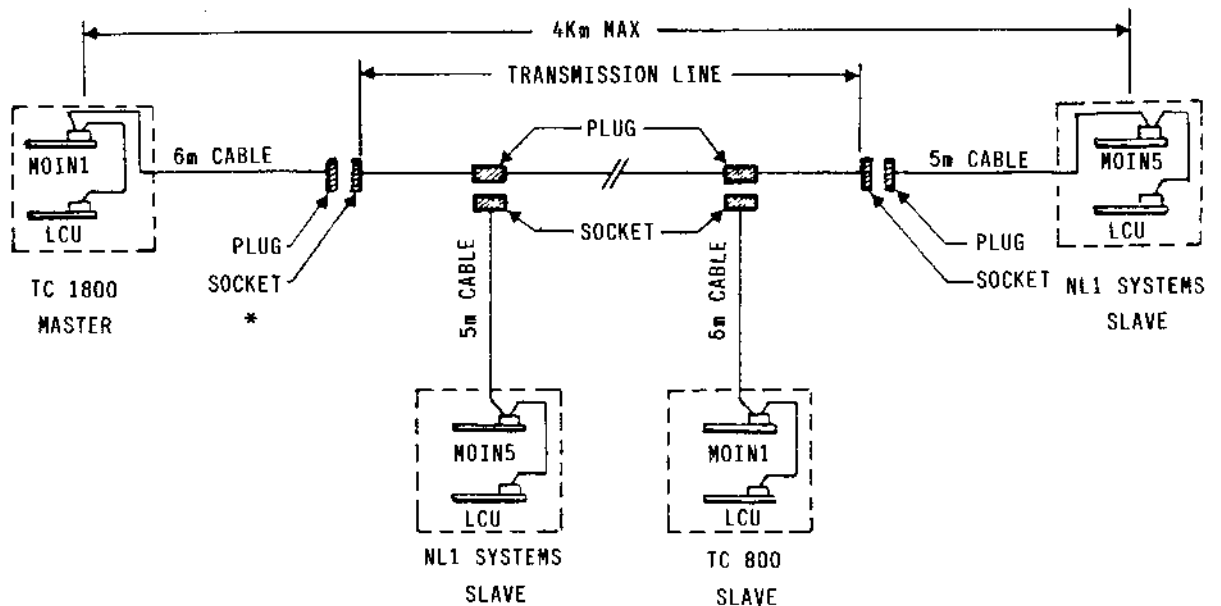 4Km MAX
TRANSMISSION LINE
PLUG
MOIN1
6m CABLE
5m CABLE
MOIN5
LCU
PLUG
SOCKET
PLUG
LCU
SOCKET
SOCKET
TC 1800
MASTER
*
5m CABLE
6m CABLE
NL1 SYSTEMS
SLAVE
MOIN5
MOIN1
LCU
LCU
NL1 SYSTEMS
SLAVE
TC 800
SLAVE